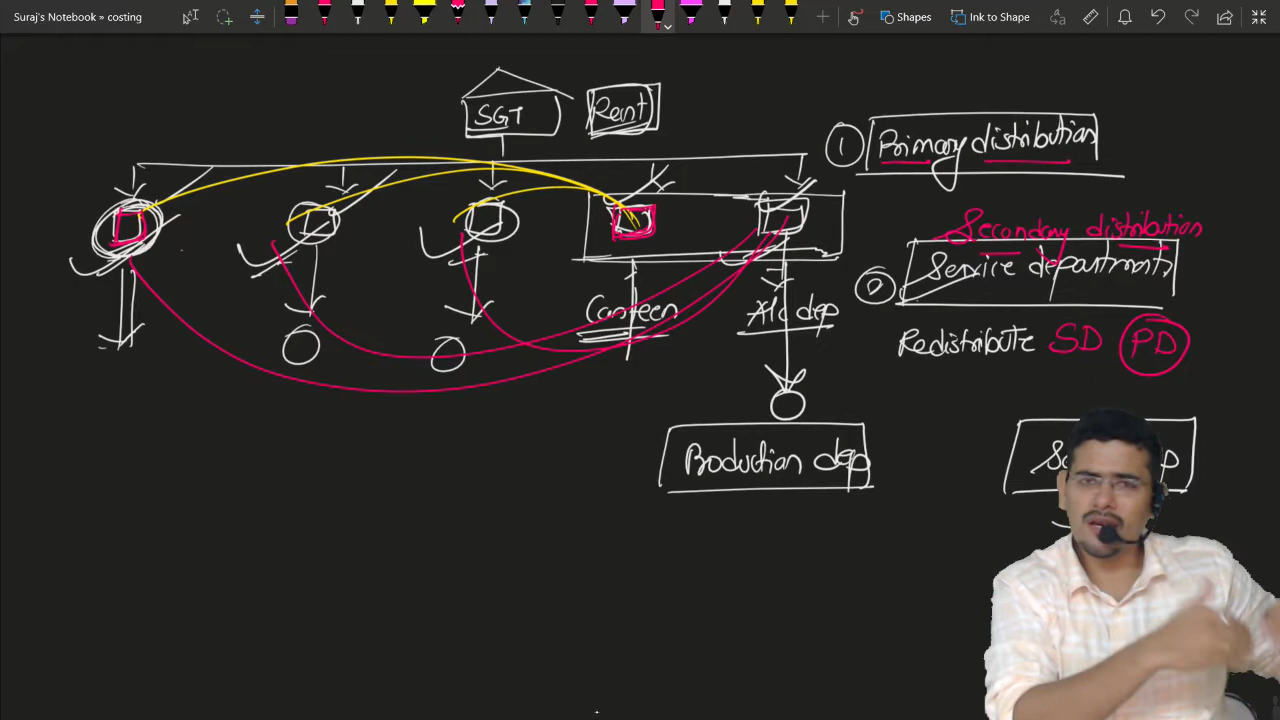 Suraj's Notebook » costing
Shapes
Ink to Shape
SGT
Rent
① Primary distribution
Secondary distribution
② Service departments
Redistribute SD PD
Canteen
A/c dep
Production dep